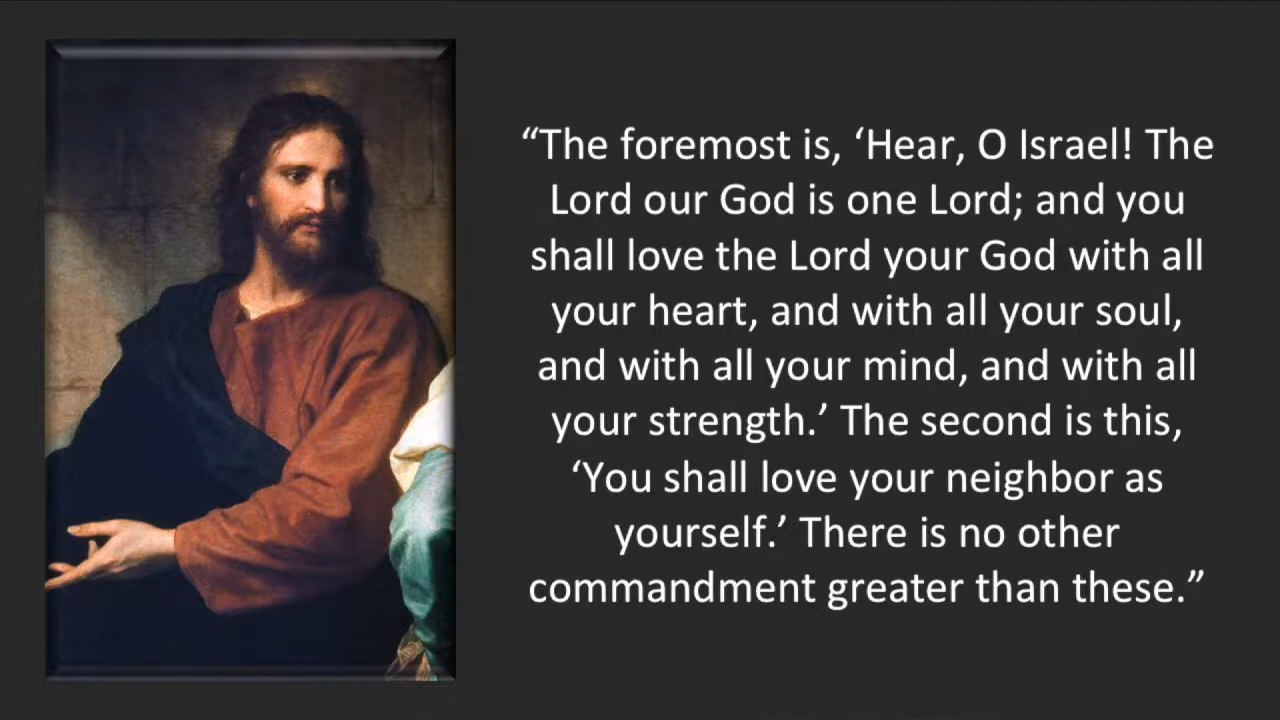 “The foremost is, ‘Hear, O Israel! The
Lord our God is one Lord; and you
shall love the Lord your God with all
your heart, and with all your soul,
and with all your mind, and with all
your strength.’ The second is this,
‘You shall love your neighbor as
yourself.’ There is no other
commandment greater than these.”